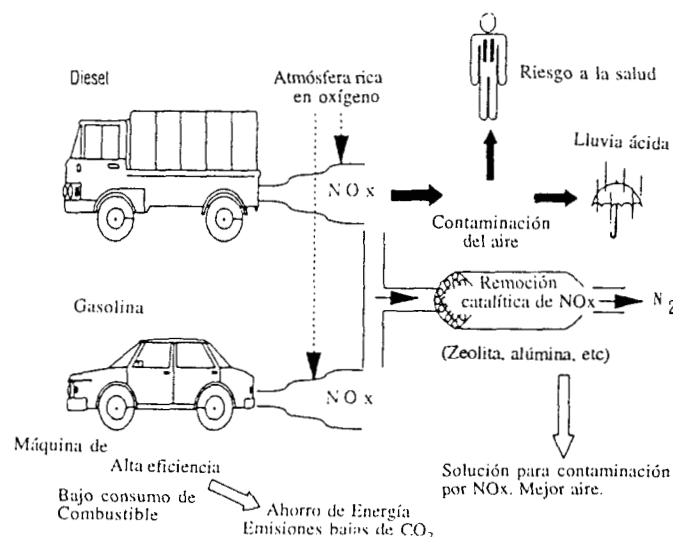 Diesel
Atmósfera rica
en oxígeno
Riesgo a la salud
Lluvia ácida
NOx
Contaminación
del aire
Gasolina
Remoción
catalítica de NOx
N2
(Zeolita, alúmina, etc)
NOx
Máquina de
Alta eficiencia
Bajo consumo de
Combustible
Ahorro de Energía
Emisiones bajas de CO2
Solución para contaminación
por NOx. Mejor aire.